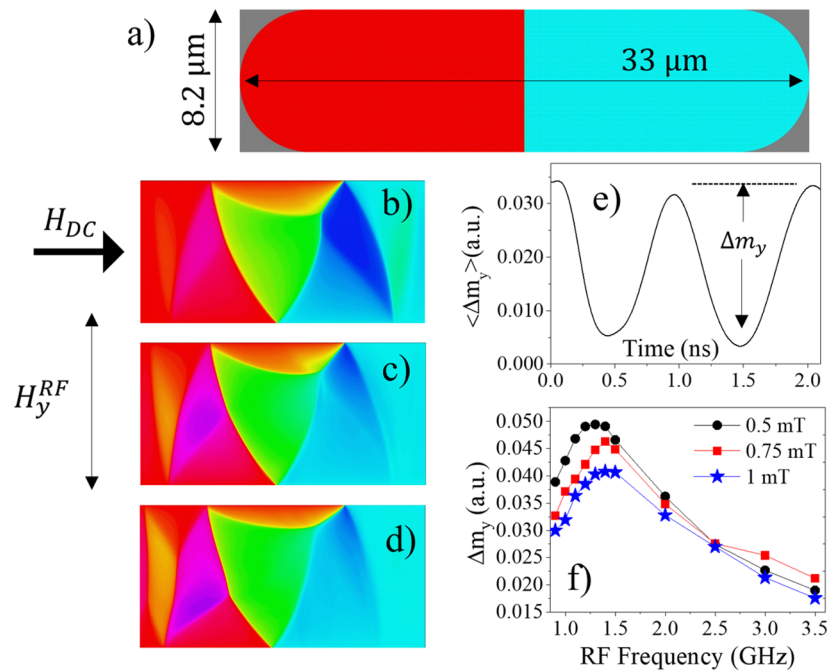 a)
8.2 μm
33 μm
H_DC
H_y^RF
b)
c)
d)
e)
<Δm_y>(a.u.)
0.030
0.020
0.010
0.000
Δm_y
Time (ns)
0.0 0.5 1.0 1.5 2.0
f)
Δm_y (a.u.)
0.050
0.045
0.040
0.035
0.030
0.025
0.020
0.015
0.5 mT
0.75 mT
1 mT
1.0 1.5 2.0 2.5 3.0 3.5
RF Frequency (GHz)